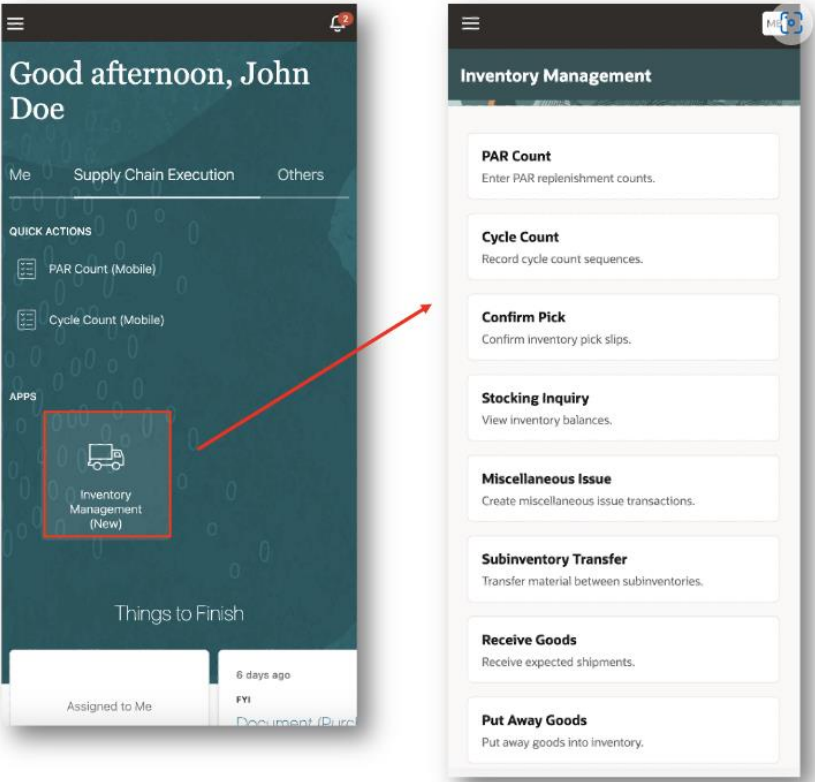 2
Good afternoon, John
Doe
Me Supply Chain Execution Others
QUICK ACTIONS
PAR Count (Mobile)
Cycle Count (Mobile)
APPS
Inventory
Management
(New)
Things to Finish
Assigned to Me
6 days ago
FYI
Document (Purch
Inventory Management
PAR Count
Enter PAR replenishment counts.
Cycle Count
Record cycle count sequences.
Confirm Pick
Confirm inventory pick slips.
Stocking Inquiry
View inventory balances.
Miscellaneous Issue
Create miscellaneous issue transactions.
Subinventory Transfer
Transfer material between subinventories.
Receive Goods
Receive expected shipments.
Put Away Goods
Put away goods into inventory.